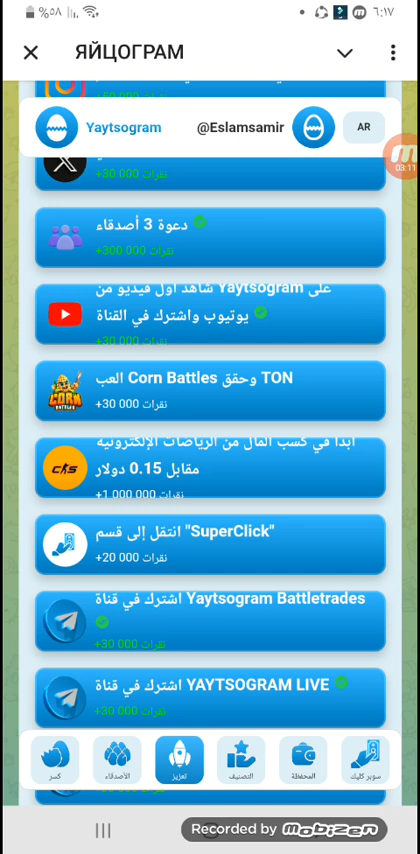 %٥٨
٦:١٧
ЯЙЦОГРАМ
Yaytsogram
@Eslamsamir
AR
03:11
+30 000 نقرات
دعوة 3 أصدقاء
+300 000 نقرات
شاهد أول فيديو من Yaytsogram على
يوتيوب واشترك في القناة
+30 000 نقرات
العب Corn Battles وحقق TON
+30 000 نقرات
ابدأ في كسب المال من الرياضات الإلكترونية
مقابل 0.15 دولار
+1 000 000 نقرات
انتقل إلى قسم "SuperClick"
+20 000 نقرات
اشترك في قناة Yaytsogram Battletrades
+30 000 نقرات
اشترك في قناة YAYTSOGRAM LIVE
+30 000 نقرات
كسر
الأصدقاء
تعزيز
التصنيف
المحفظة
سوبر كليك
Recorded by mobizen